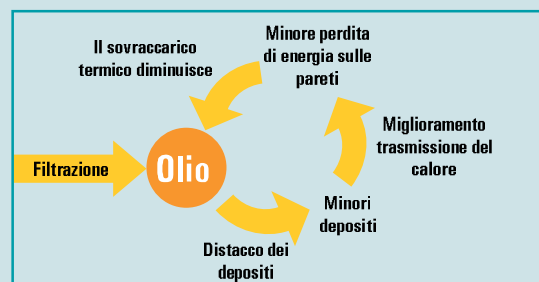 Minore perdita
di energia sulle
pareti
Il sovraccarico
termico diminuisce
Miglioramento
trasmissione del
calore
Filtrazione
Olio
Minori
depositi
Distacco dei
depositi